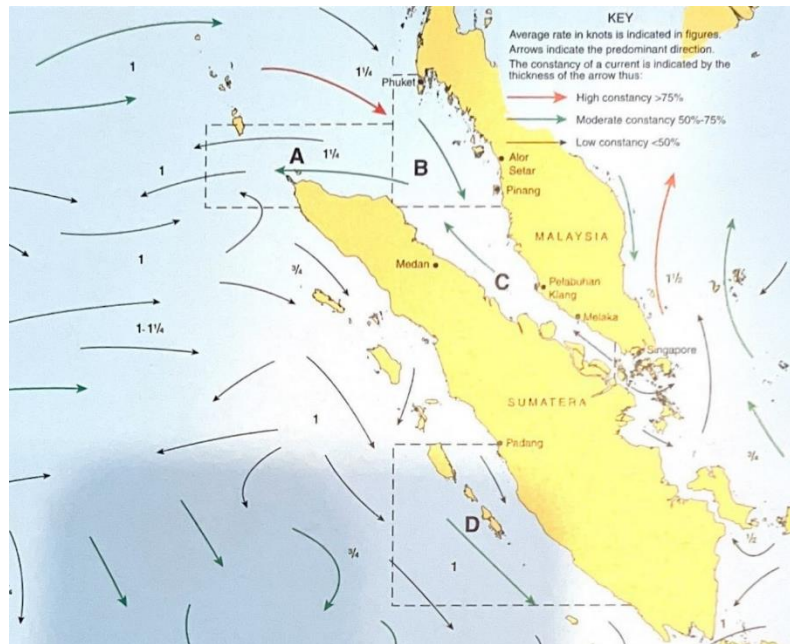 KEY
Average rate in knots is indicated in figures.
Arrows indicate the predominant direction.
The constancy of a current is indicated by the
thickness of the arrow thus:
High constancy >75%
Moderate constancy 50%-75%
Low constancy <50%
1
1¼
Phuket
A
1¼
B
Alor
Setar
1
Pinang
MALAYSIA
1
¾
Medan
C
Pelabuhan
Klang
1½
Melaka
1-1¼
Singapore
SUMATERA
1
Padang
¾
D
¾
1
½
1